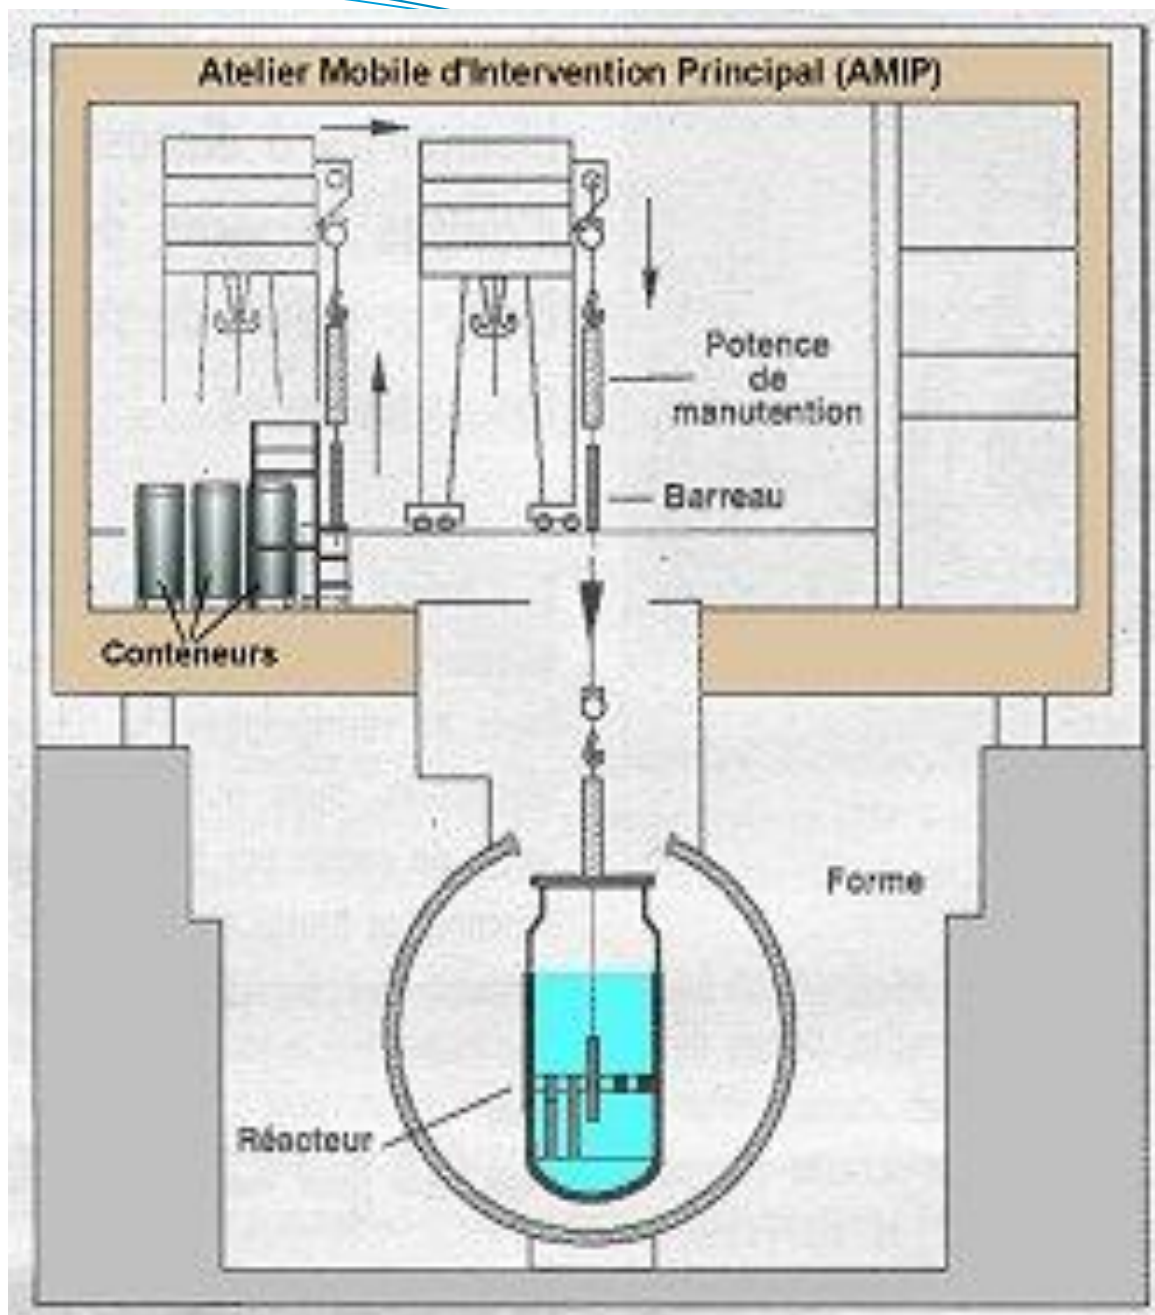 Atelier Mobile d'Intervention Principal (AMIP)
Potence
de
manutention
Barreau
Conteneurs
Forme
Réacteur